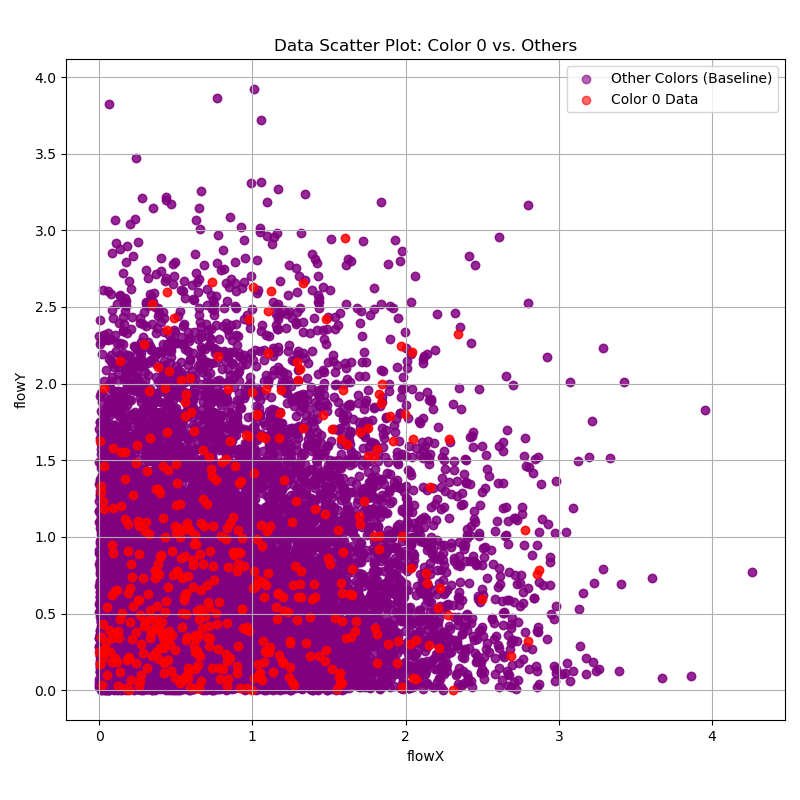 Data Scatter Plot: Color 0 vs. Others
Other Colors (Baseline)
Color 0 Data
4.0
3.5
3.0
2.5
2.0
1.5
1.0
0.5
0.0
flowY
0 1 2 3 4
flowX